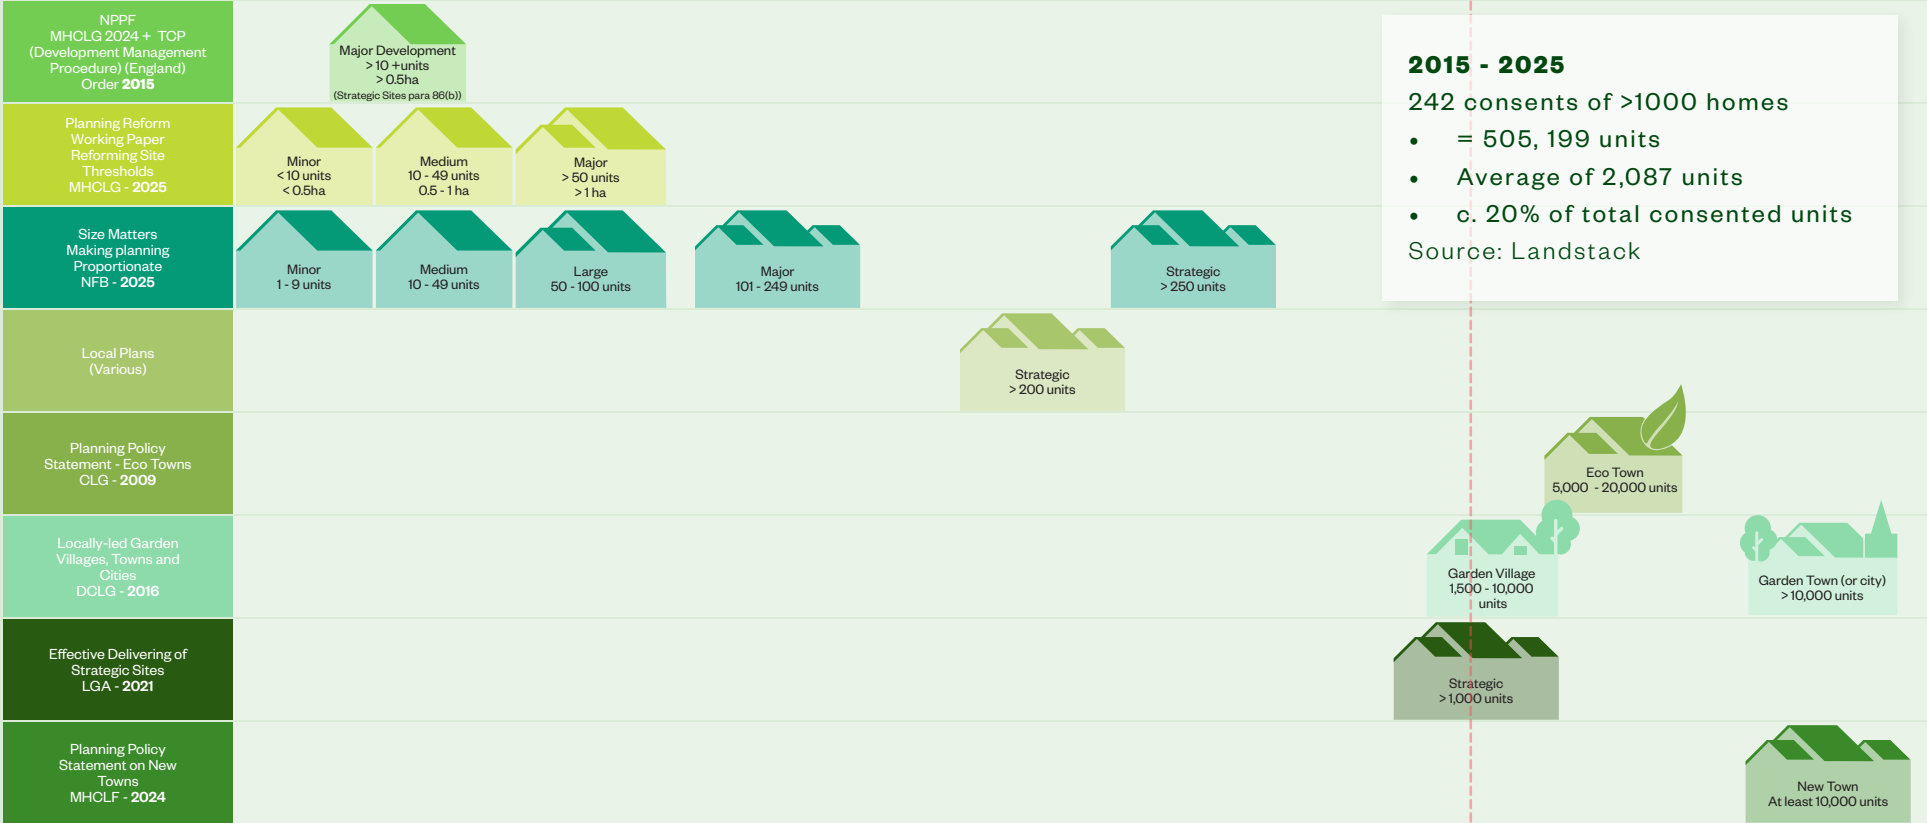 NPPF
MHCLG 2024 + TCP
(Development Management
Procedure) (England)
Order 2015
Major Development
> 10 +units
> 0.5ha
(Strategic Sites para 86(b))
Planning Reform
Working Paper
Reforming Site
Thresholds
MHCLG - 2025
Minor
< 10 units
< 0.5ha
Medium
10 - 49 units
0.5 - 1 ha
Major
> 50 units
> 1 ha
Size Matters
Making planning
Proportionate
NFB - 2025
Minor
1 - 9 units
Medium
10 - 49 units
Large
50 - 100 units
Major
101 - 249 units
Strategic
> 250 units
2015 - 2025
242 consents of >1000 homes
• = 505, 199 units
• Average of 2,087 units
• c. 20% of total consented units
Source: Landstack
Local Plans
(Various)
Strategic
> 200 units
Planning Policy
Statement - Eco Towns
CLG - 2009
Eco Town
5,000 - 20,000 units
Locally-led Garden
Villages, Towns and
Cities
DCLG - 2016
Garden Village
1,500 - 10,000
units
Garden Town (or city)
> 10,000 units
Effective Delivering of
Strategic Sites
LGA - 2021
Strategic
> 1,000 units
Planning Policy
Statement on New
Towns
MHCLF - 2024
New Town
At least 10,000 units